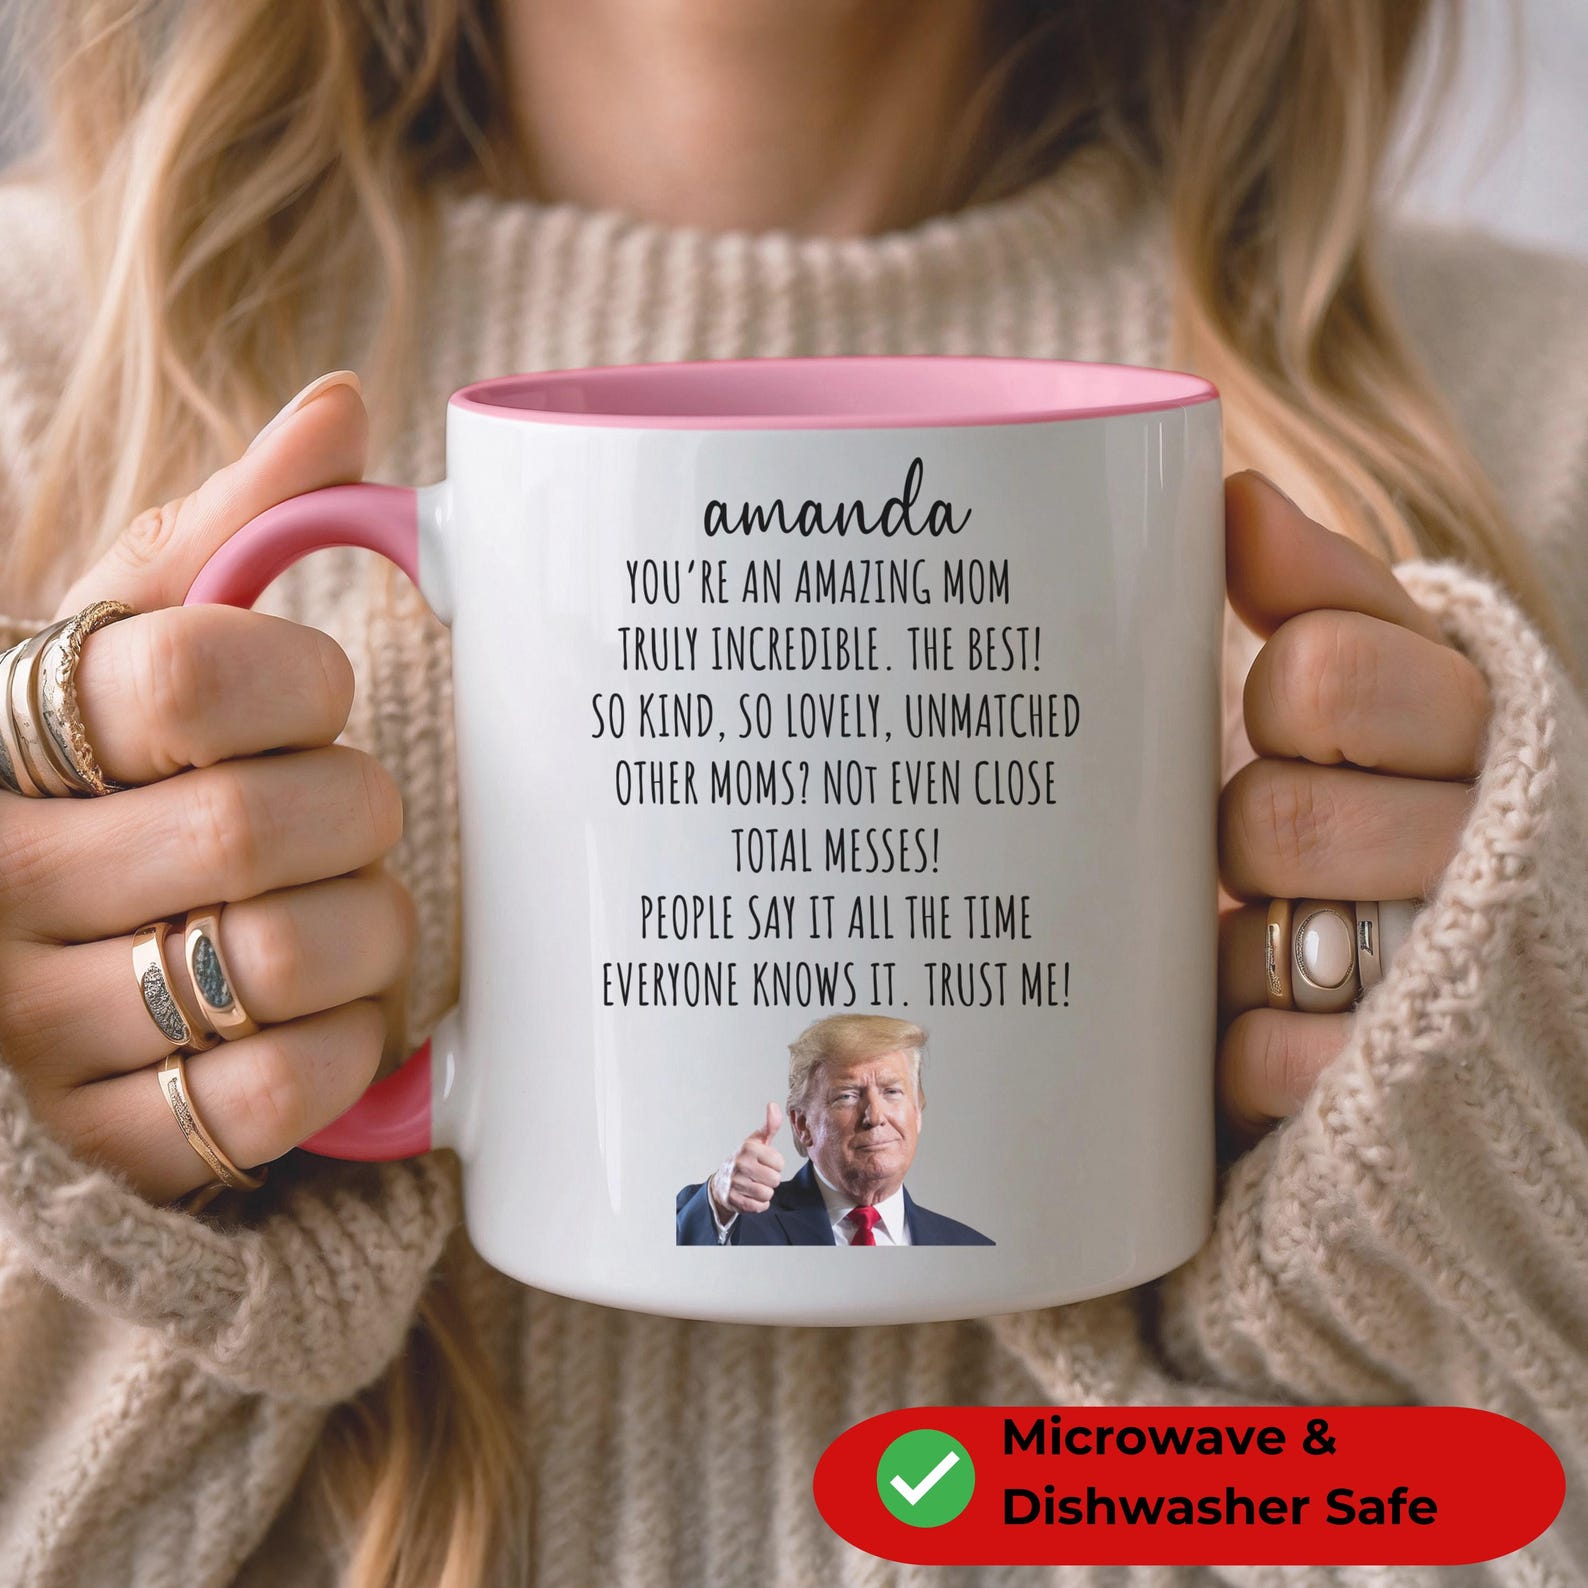 amanda
YOU'RE AN AMAZING MOM
TRULY INCREDIBLE. THE BEST!
SO KIND, SO LOVELY, UNMATCHED
OTHER MOMS? NOt EVEN CLOSE
TOTAL MESSES!
PEOPLE SAY IT ALL THE TIME
EVERYONE KNOWS IT. TRUST ME!
Microwave &
Dishwasher Safe